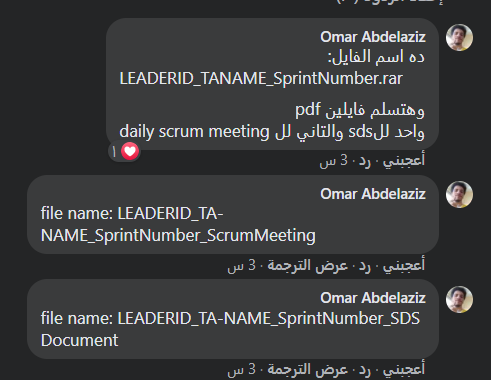 Omar Abdelaziz
ده اسم الفايل:
LEADERID_TANAME_SprintNumber.rar
وهتسلم فايلين pdf
واحد للsds والتاني لل daily scrum meeting
١
أعجبني · رد · 3 س
Omar Abdelaziz
file name: LEADERID_TA-
NAME_SprintNumber_ScrumMeeting
أعجبني · رد · عرض الترجمة · 3 س
Omar Abdelaziz
file name: LEADERID_TA-NAME_SprintNumber_SDS
Document
أعجبني · رد · عرض الترجمة · 3 س